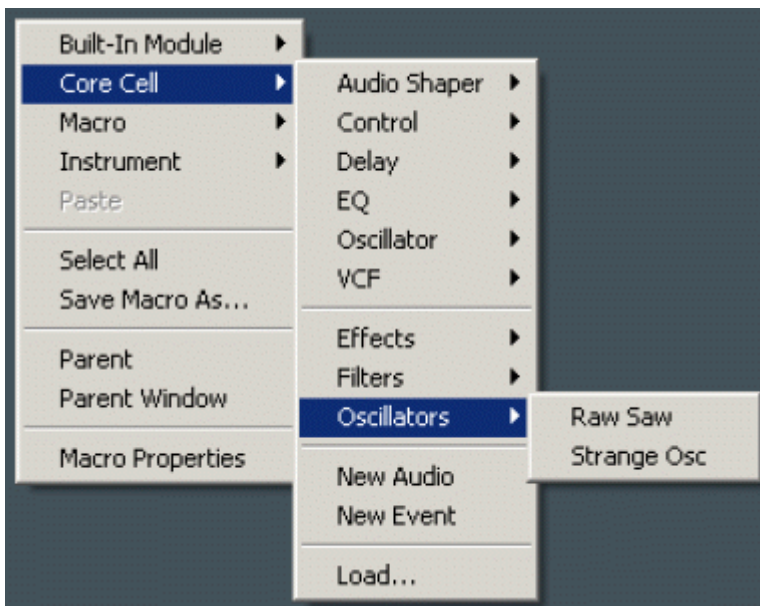 Built-In Module
Core Cell
Macro
Instrument
Paste
Select All
Save Macro As...
Parent
Parent Window
Macro Properties
Audio Shaper
Control
Delay
EQ
Oscillator
VCF
Effects
Filters
Oscillators
New Audio
New Event
Load...
Raw Saw
Strange Osc